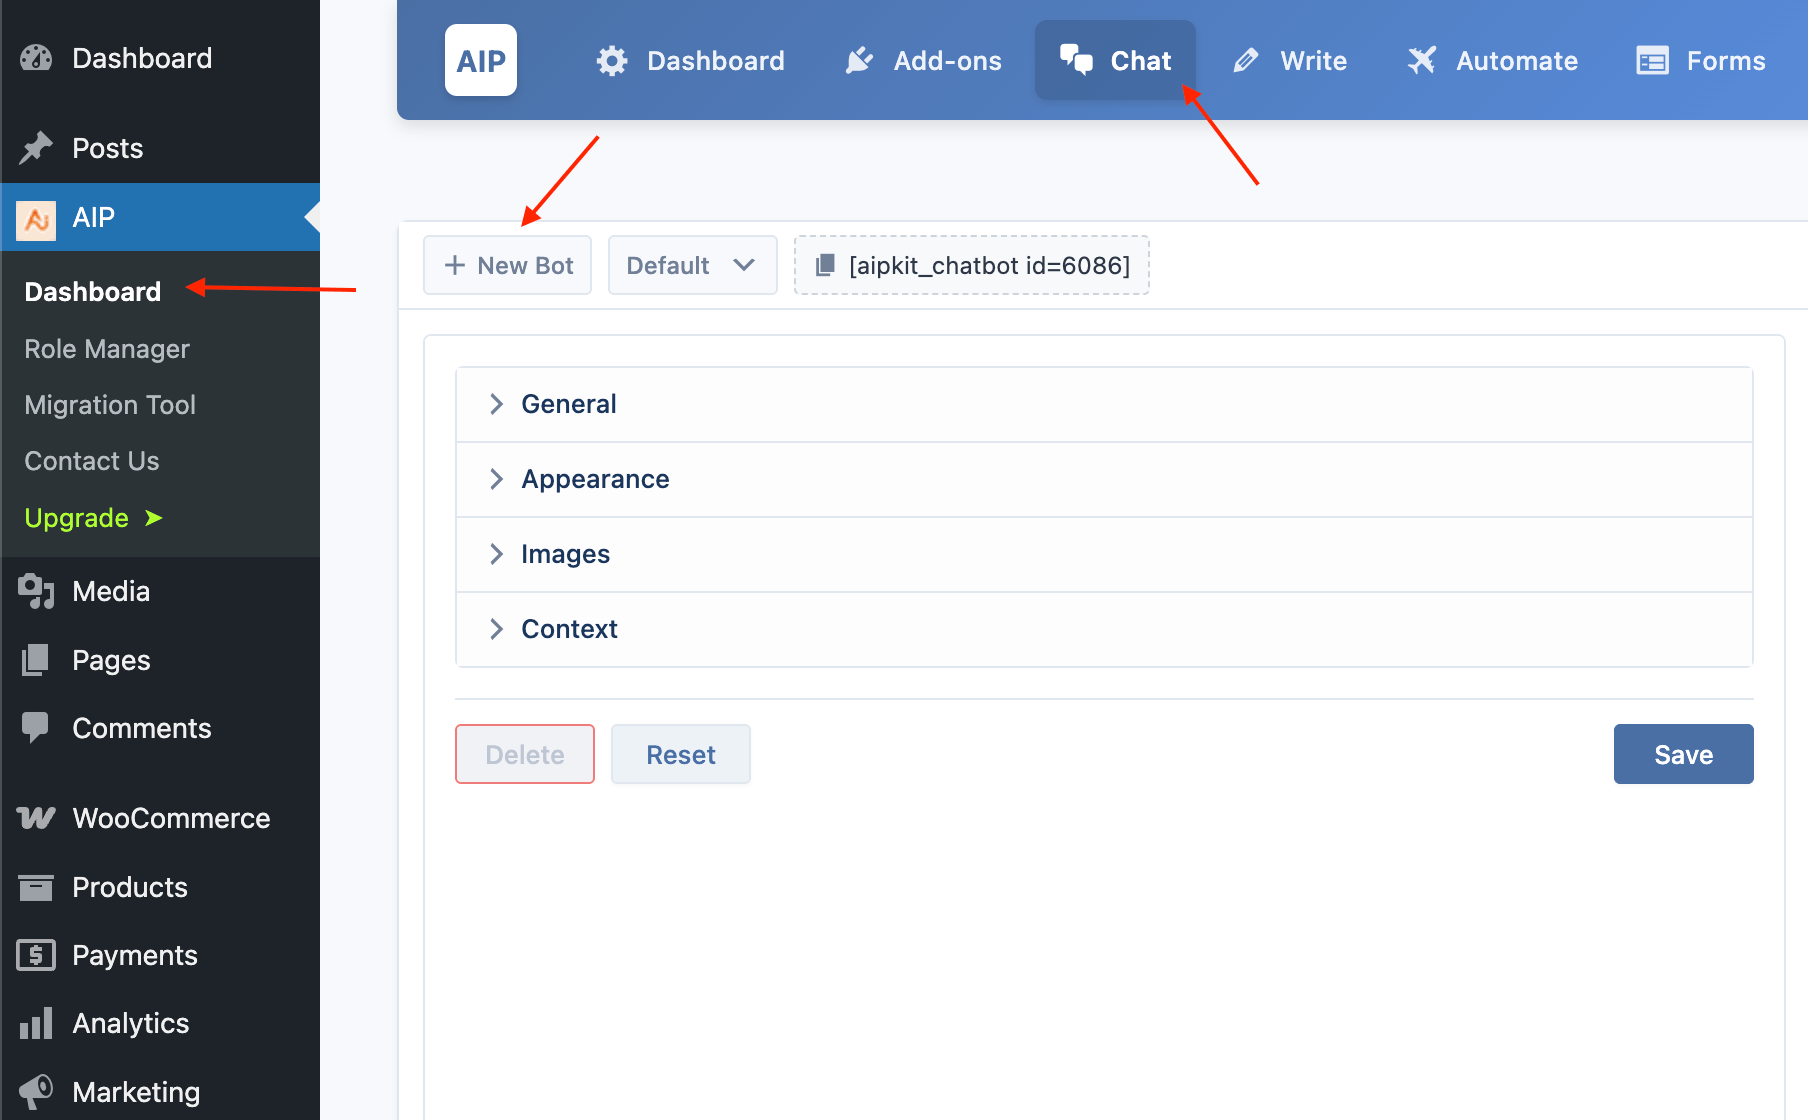 Dashboard
Posts
AIP
Dashboard
Role Manager
Migration Tool
Contact Us
Upgrade ➤
Media
Pages
Comments
WooCommerce
Products
Payments
Analytics
Marketing
AIP
Dashboard
Add-ons
Chat
Write
Automate
Forms
+ New Bot
Default
[aipkit_chatbot id=6086]
General
Appearance
Images
Context
Delete
Reset
Save